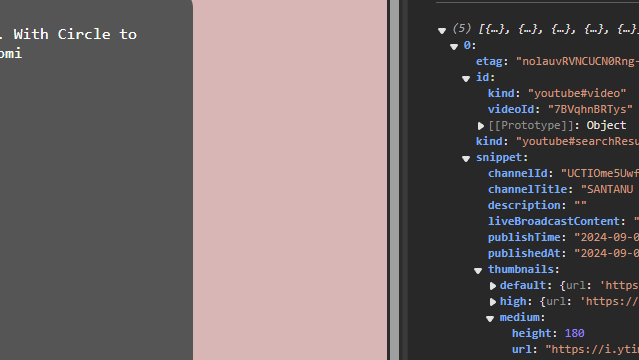 . With Circle to
omi
(5) [{…}, {…}, {…}, {…}, {…}
0:
etag: "nolauvRVNCUCN0Rng-
id:
kind: "youtube#video"
videoId: "7BVqhnBRTys"
[[Prototype]]: Object
kind: "youtube#searchResu
snippet:
channelId: "UCTIOme5Uwf
channelTitle: "SANTANU
description: ""
liveBroadcastContent: "
publishTime: "2024-09-0
publishedAt: "2024-09-0
thumbnails:
default: {url: 'https
high: {url: 'https://
medium:
height: 180
url: "https://i.ytim